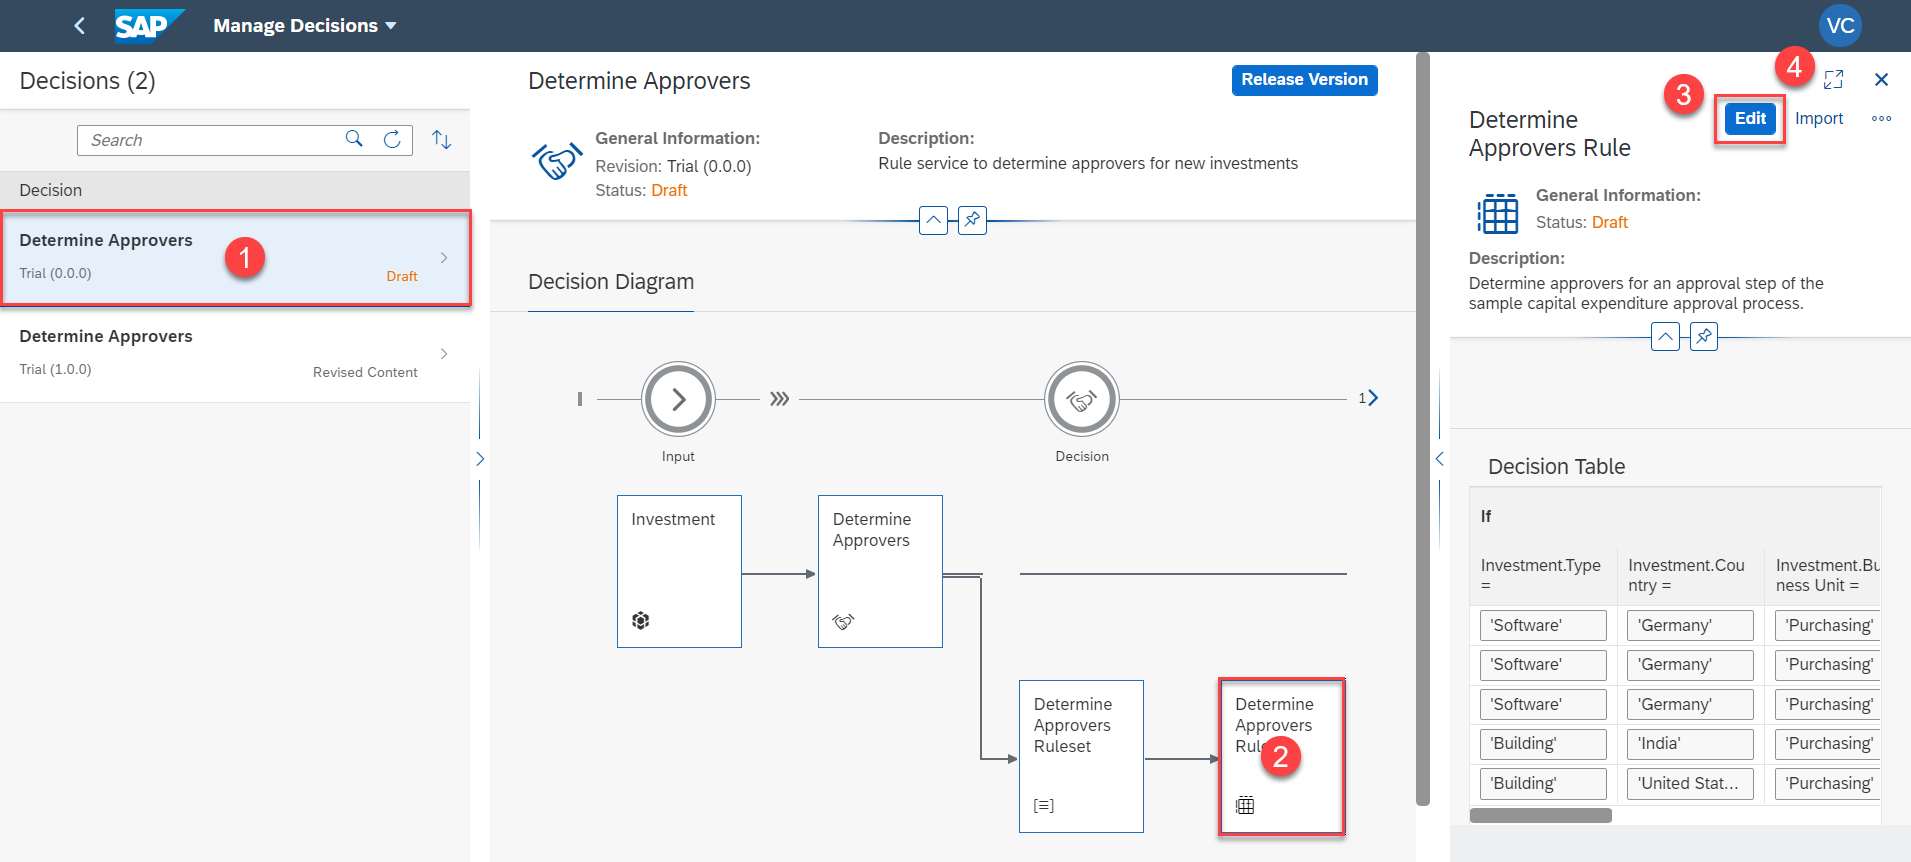 SAP
Manage Decisions
VC
Decisions (2)
Search
Decision
Determine Approvers
1
Trial (0.0.0)
Draft
Determine Approvers
Trial (1.0.0)
Revised Content
Determine Approvers
Release Version
General Information:
Revision: Trial (0.0.0)
Status: Draft
Description:
Rule service to determine approvers for new investments
Decision Diagram
1
Input
Decision
Investment
Determine
Approvers
Determine
Approvers
Ruleset
Determine
Approvers
Rul
2
4
3
Determine
Approvers Rule
Edit
Import
General Information:
Status: Draft
Description:
Determine approvers for an approval step of the
sample capital expenditure approval process.
Decision Table
If
Investment.Type
=
Investment.Cou
ntry =
Investment.Bu
ness Unit =
'Software' 'Germany' 'Purchasing'
'Software' 'Germany' 'Purchasing'
'Software' 'Germany' 'Purchasing'
'Building' 'India' 'Purchasing'
'Building' 'United Stat... 'Purchasing'